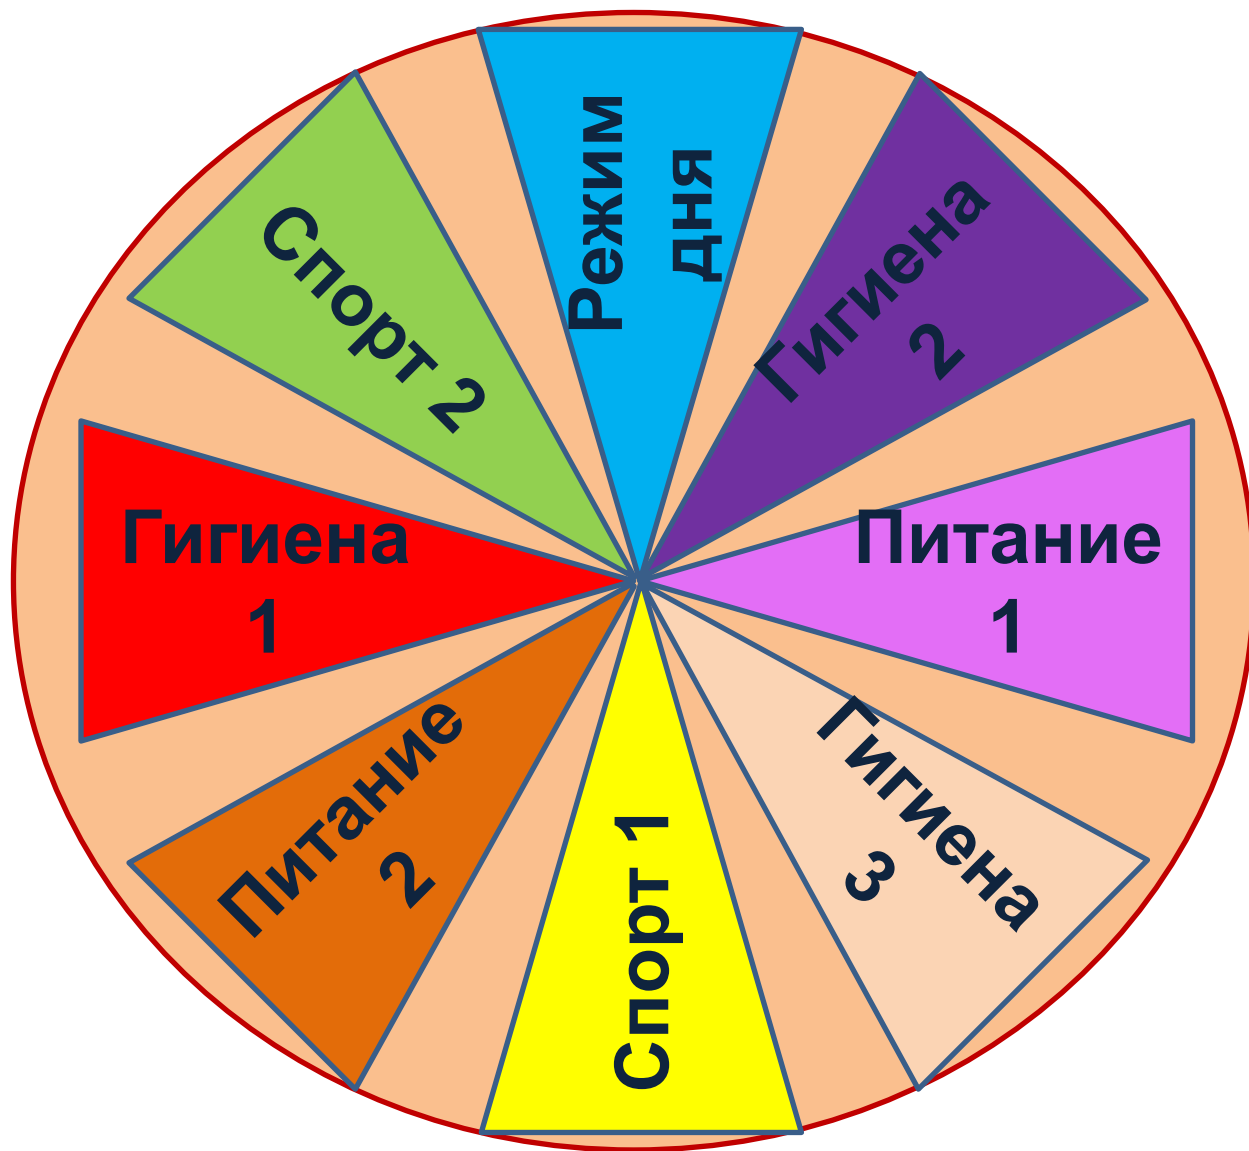 Режим
дня
Гигиена
2
Питание
1
Гигиена
3
Спорт 1
Питание
2
Гигиена
1
Спорт 2